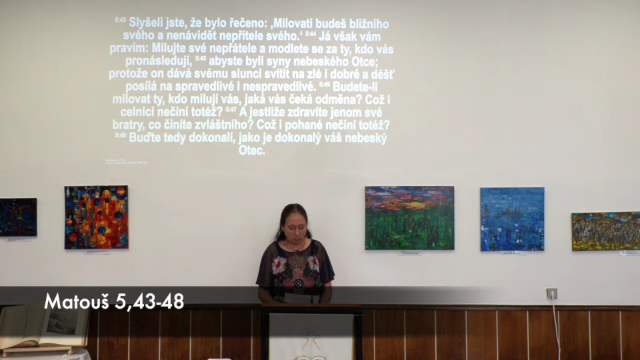 5:43 Slyšeli jste, že bylo řečeno: ‚Milovati budeš bližního
svého a nenávidět nepřítele svého.‘ 5:44 Já však vám
pravím: Milujte své nepřátele a modlete se za ty, kdo vás
pronásledují, 5:45 abyste byli syny nebeského Otce;
protože on dává svému slunci svítit na zlé i dobré a déšť
posílá na spravedlivé i nespravedlivé. 5:46 Budete-li
milovat ty, kdo milují vás, jaká vás čeká odměna? Což i
celníci nečiní totéž? 5:47 A jestliže zdravíte jenom své
bratry, co činíte zvláštního? Což i pohané nečiní totéž?
5:48 Buďte tedy dokonalí, jako je dokonalý váš nebeský
Otec.
Matouš 5,43-48